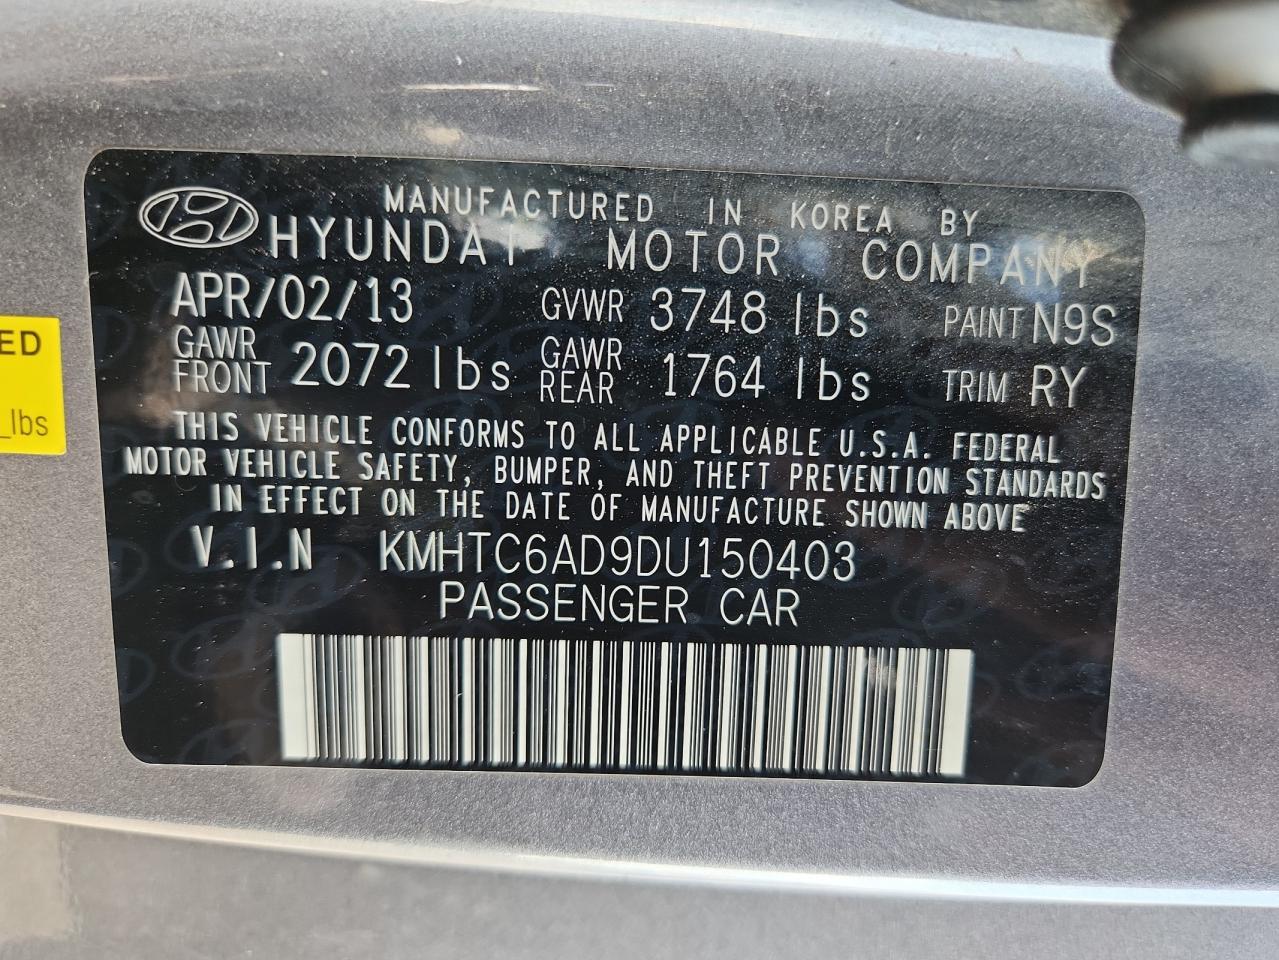 MANUFACTURED IN KOREA BY
HYUNDAI MOTOR COMPANY
APR/02/13 GVWR 3748 lbs PAINT N9S
GAWR FRONT 2072 lbs GAWR REAR 1764 lbs TRIM RY
THIS VEHICLE CONFORMS TO ALL APPLICABLE U.S.A. FEDERAL
MOTOR VEHICLE SAFETY, BUMPER, AND THEFT PREVENTION STANDARDS
IN EFFECT ON THE DATE OF MANUFACTURE SHOWN ABOVE
V.I.N KMHTC6AD9DU150403
PASSENGER CAR
ED
_lbs